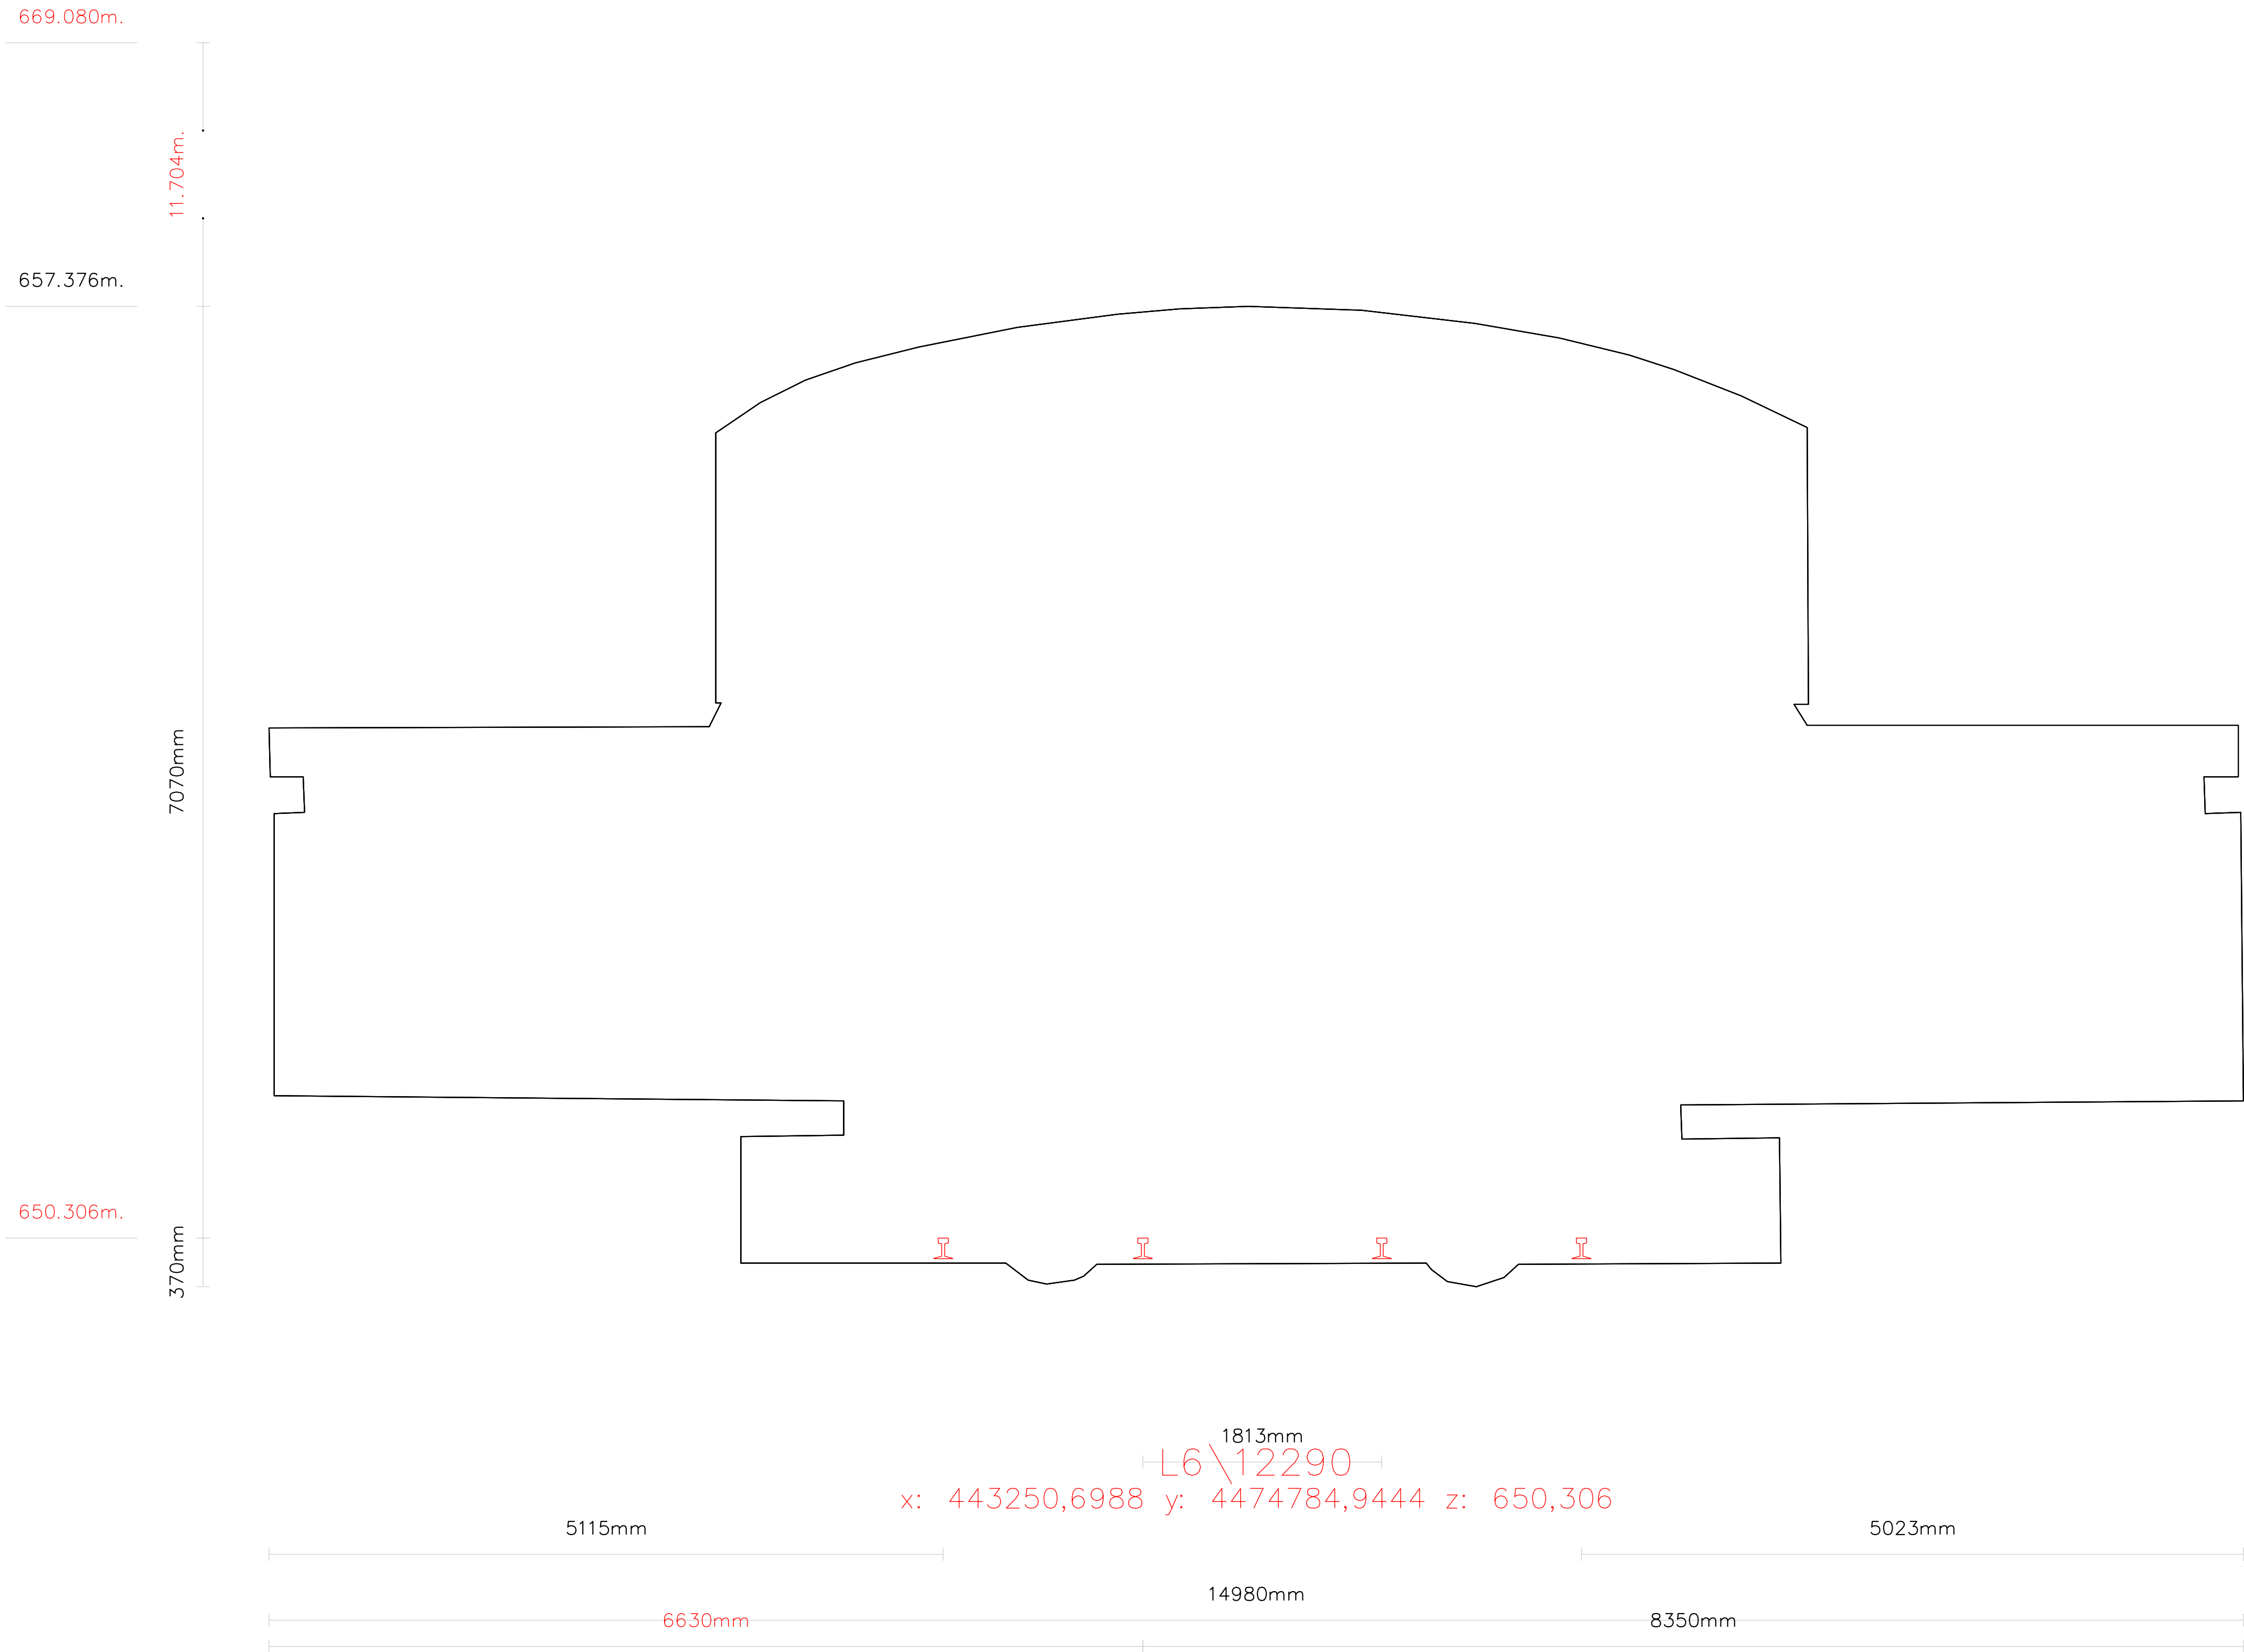 669.080m.
11.704m.
657.376m.
7070mm
650.306m.
370mm
1813mm
L6\12290
x: 443250,6988 y: 4474784,9444 z: 650,306
5115mm
5023mm
14980mm
6630mm
8350mm